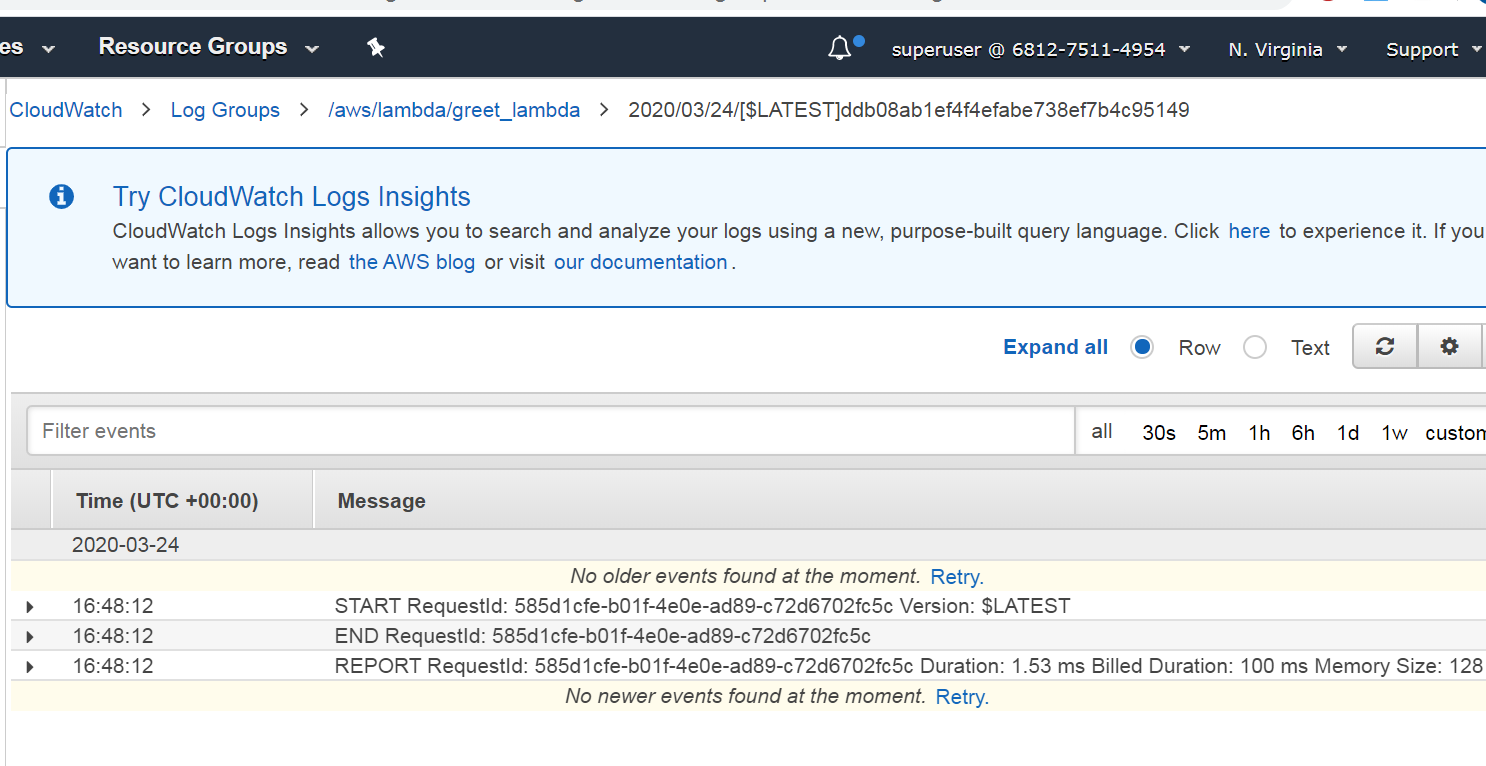 es Resource Groups superuser @ 6812-7511-4954 N. Virginia Support
CloudWatch > Log Groups > /aws/lambda/greet_lambda > 2020/03/24/[$LATEST]ddb08ab1ef4f4efabe738ef7b4c95149
Try CloudWatch Logs Insights
CloudWatch Logs Insights allows you to search and analyze your logs using a new, purpose-built query language. Click here to experience it. If you
want to learn more, read the AWS blog or visit our documentation.
Expand all Row Text
Filter events all 30s 5m 1h 6h 1d 1w custom
Time (UTC +00:00) Message
2020-03-24
No older events found at the moment. Retry.
16:48:12 START RequestId: 585d1cfe-b01f-4e0e-ad89-c72d6702fc5c Version: $LATEST
16:48:12 END RequestId: 585d1cfe-b01f-4e0e-ad89-c72d6702fc5c
16:48:12 REPORT RequestId: 585d1cfe-b01f-4e0e-ad89-c72d6702fc5c Duration: 1.53 ms Billed Duration: 100 ms Memory Size: 128
No newer events found at the moment. Retry.